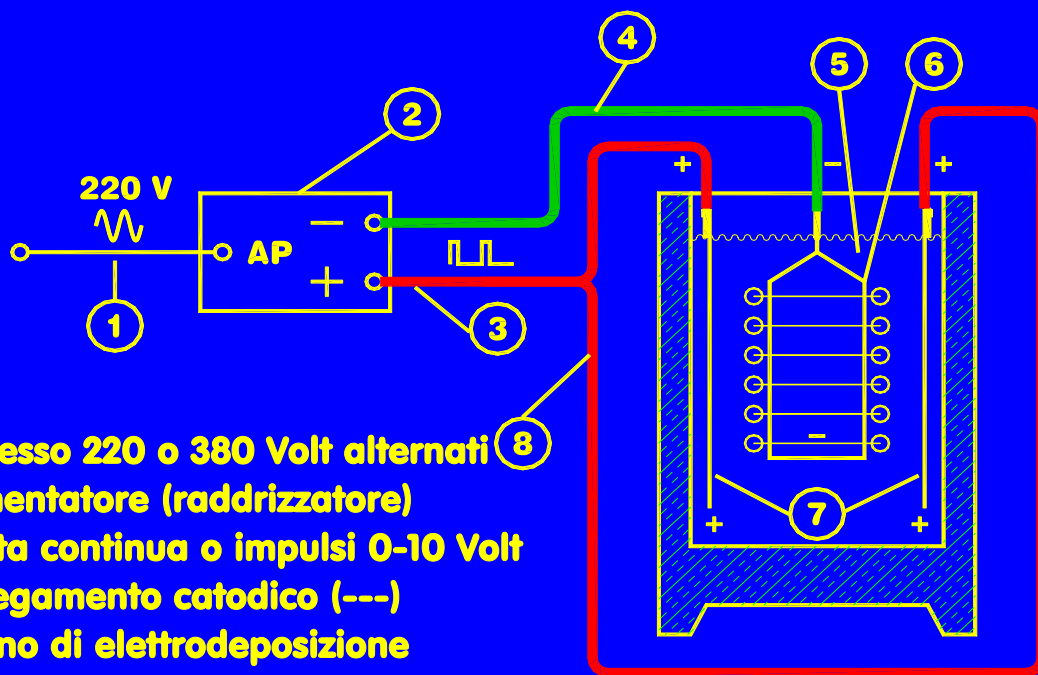 4
5 6
2
+ − +
220 V
−
AP
+
3
1
8
esso 220 o 380 Volt alternati
entatore (raddrizzatore)
ta continua o impulsi 0-10 Volt
egamento catodico (---)
no di elettrodeposizione
−
7
+ +